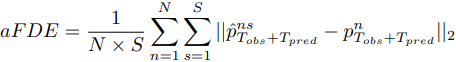 aFDE = \frac{1}{N \times S} \sum_{n=1}^{N} \sum_{s=1}^{S} ||\hat{p}^{ns}_{T_{obs}+T_{pred}} - p^{n}_{T_{obs}+T_{pred}}||_2